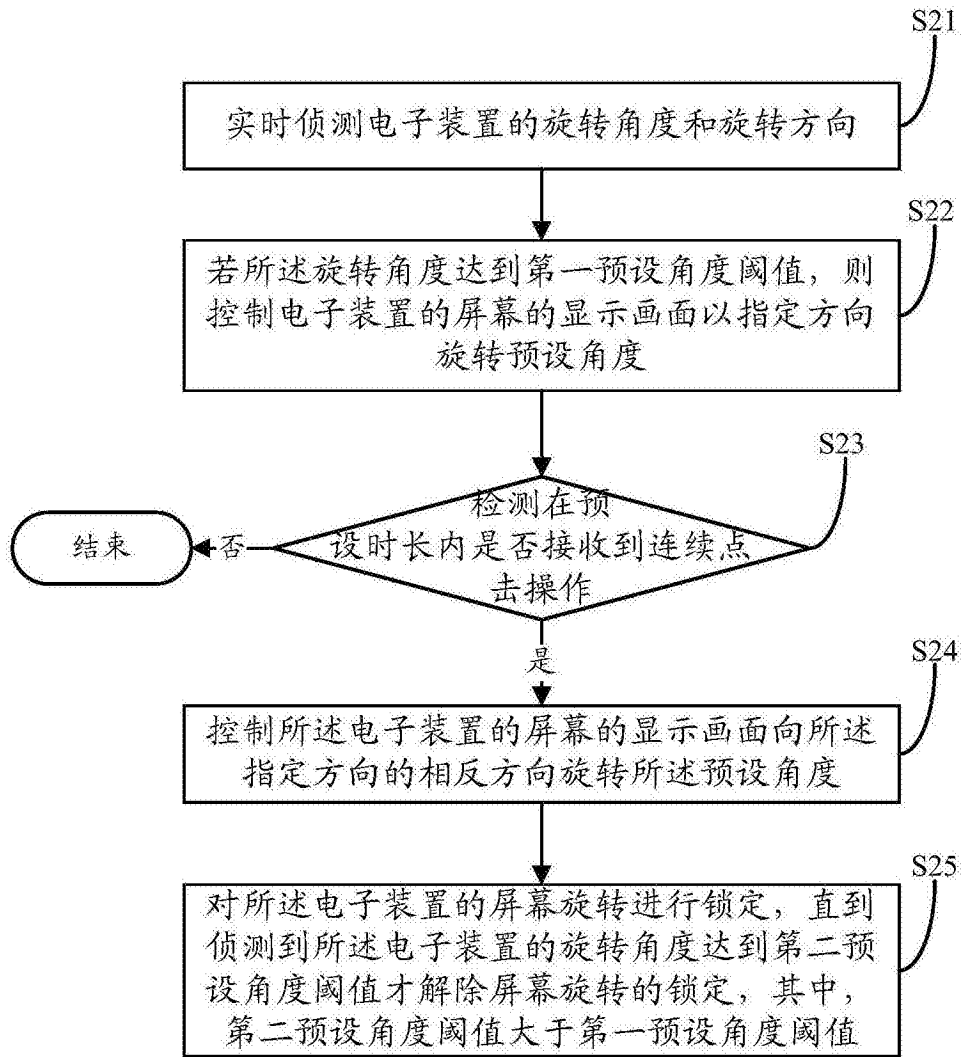 S21
实时侦测电子装置的旋转角度和旋转方向
S22
若所述旋转角度达到第一预设角度阈值，则
控制电子装置的屏幕的显示画面以指定方向
旋转预设角度
S23
检测在预
设时长内是否接收到连续点
击操作
否
结束
是
S24
控制所述电子装置的屏幕的显示画面向所述
指定方向的相反方向旋转所述预设角度
S25
对所述电子装置的屏幕旋转进行锁定，直到
侦测到所述电子装置的旋转角度达到第二预
设角度阈值才解除屏幕旋转的锁定，其中，
第二预设角度阈值大于第一预设角度阈值